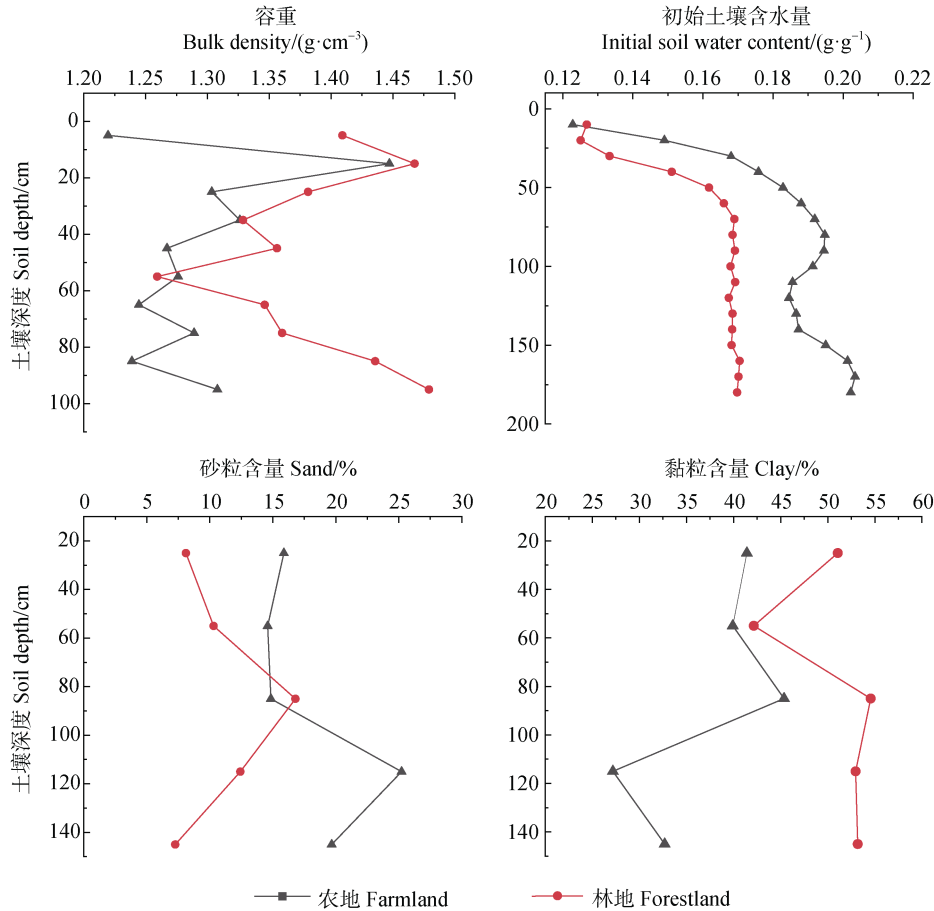 容重
Bulk density/(g·cm⁻³)
1.20 1.25 1.30 1.35 1.40 1.45 1.50
土壤深度 Soil depth/cm
0
20
40
60
80
100
初始土壤含水量
Initial soil water content/(g·g⁻¹)
0.12 0.14 0.16 0.18 0.20 0.22
0
50
100
150
200
砂粒含量 Sand/%
0 5 10 15 20 25 30
土壤深度 Soil depth/cm
20
40
60
80
100
120
140
黏粒含量 Clay/%
20 25 30 35 40 45 50 55 60
20
40
60
80
100
120
140
农地 Farmland
林地 Forestland